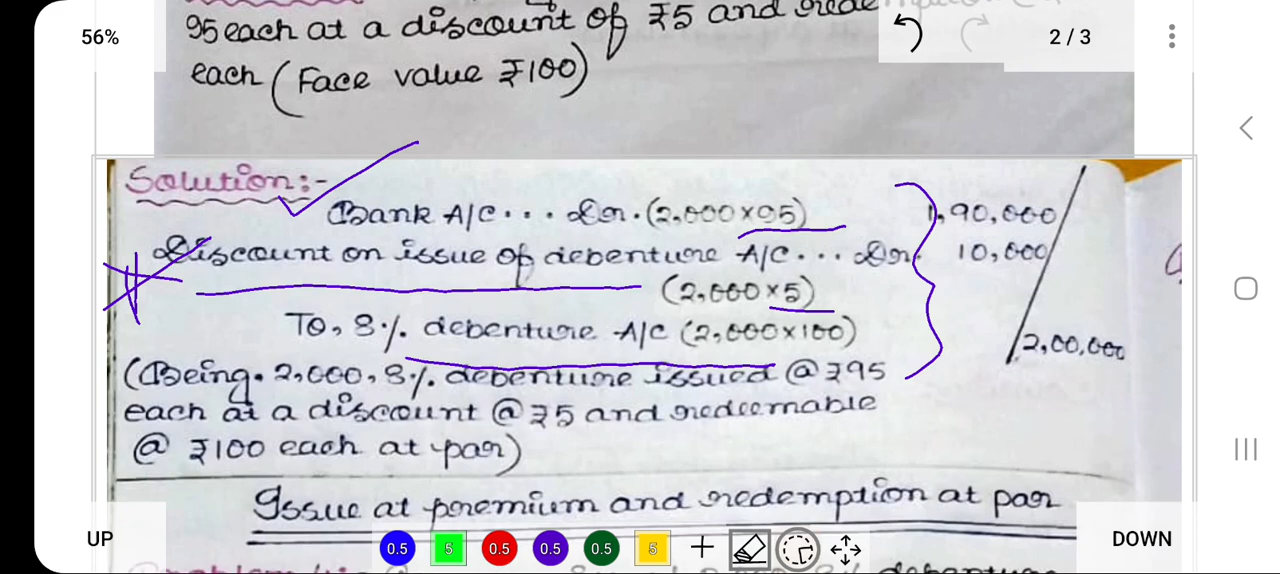 95 each at a discount of ₹5 and
each (Face value ₹100)
56%
2 / 3
Solution:-
Bank A/C... Dr. (2,000×95) 1,90,000
Discount on issue of debenture A/C... Dr. 10,000
(2,000×5)
To, 8% debenture A/C (2,000×100) 2,00,000
(Being. 2,000, 8% debenture issued @ ₹95
each at a discount @ ₹5 and redeemable
@ ₹100 each at par)
Issue at premium and redemption at par
UP
0.5 5 0.5 0.5 0.5 5
DOWN
debenture